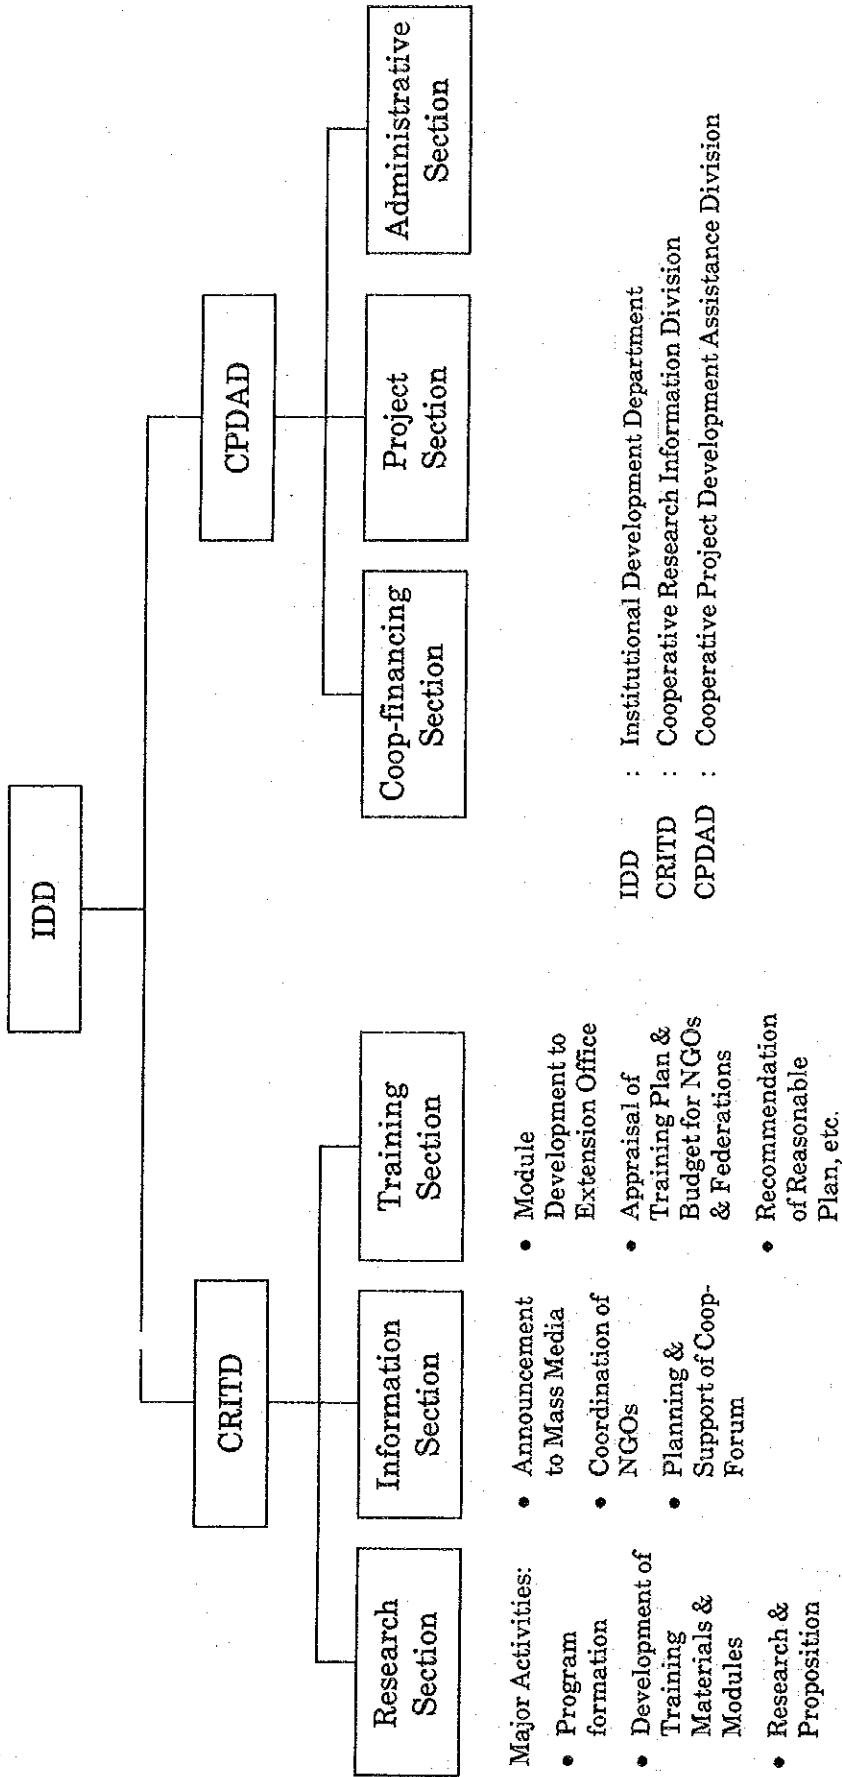 IDD
CRITD
CPDAD
Research
Section
Information
Section
Training
Section
Coop-financing
Section
Project
Section
Administrative
Section
Major Activities:
• Program
formation
• Development of
Training
Materials &
Modules
• Research &
Proposition
• Announcement
to Mass Media
• Coordination of
NGOs
• Planning &
Support of Coop-
Forum
• Module
Development to
Extension Office
• Appraisal of
Training Plan &
Budget for NGOs
& Federations
• Recommendation
of Reasonable
Plan, etc.
IDD : Institutional Development Department
CRITD : Cooperative Research Information Division
CPDAD : Cooperative Project Development Assistance Division